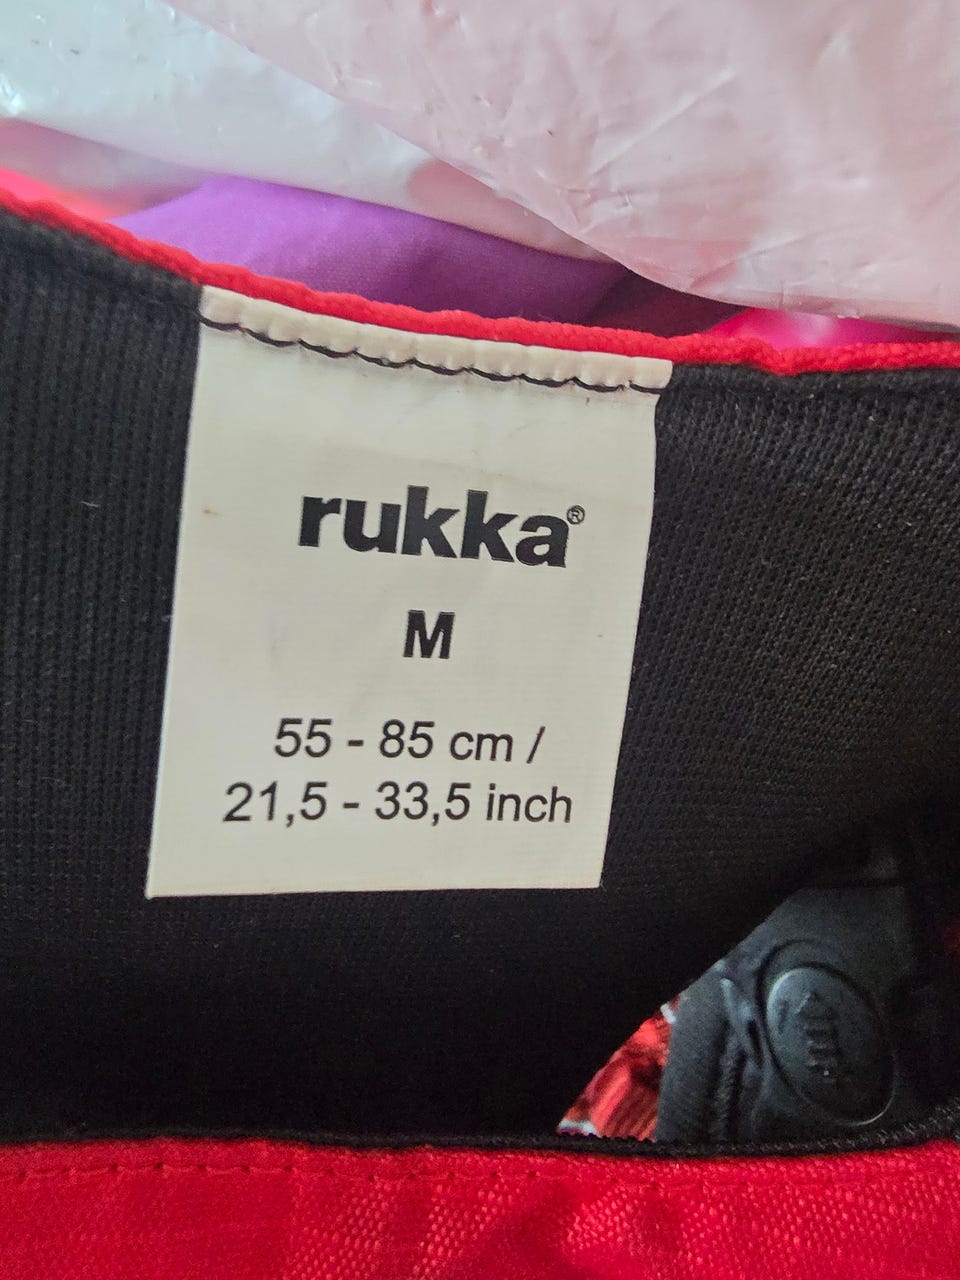 rukka®
M
55 - 85 cm /
21,5 - 33,5 inch